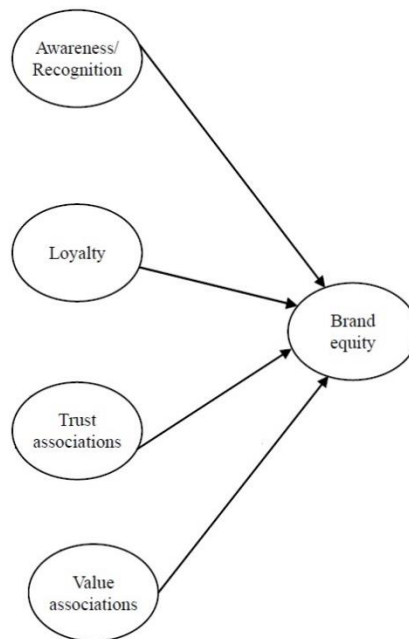 Awareness/
Recognition
Loyalty
Brand
equity
Trust
associations
Value
associations